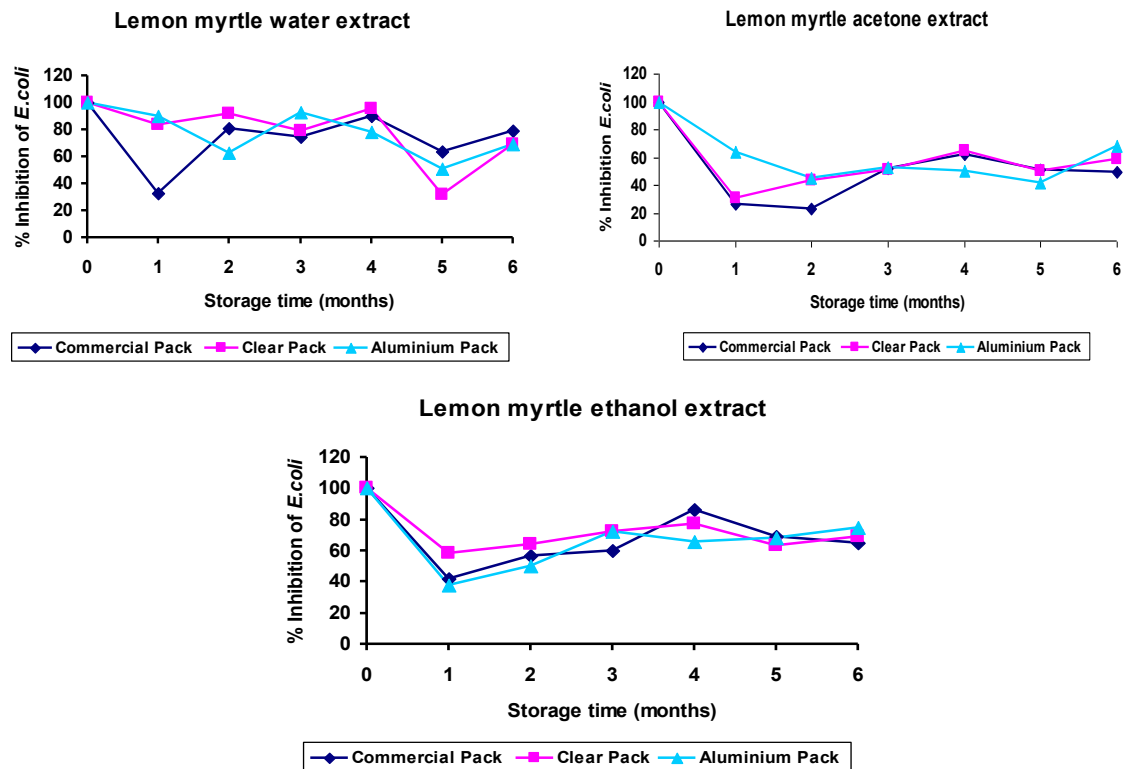 Lemon myrtle water extract
% Inhibition of E.coli
120
100
80
60
40
20
0
0 1 2 3 4 5 6
Storage time (months)
Commercial Pack Clear Pack Aluminium Pack
Lemon myrtle acetone extract
% Inhibition E.coli
120
100
80
60
40
20
0
0 1 2 3 4 5 6
Storage time (months)
Commercial Pack Clear Pack Aluminium Pack
Lemon myrtle ethanol extract
% Inhibition of E.coli
120
100
80
60
40
20
0
0 1 2 3 4 5 6
Storage time (months)
Commercial Pack Clear Pack Aluminium Pack